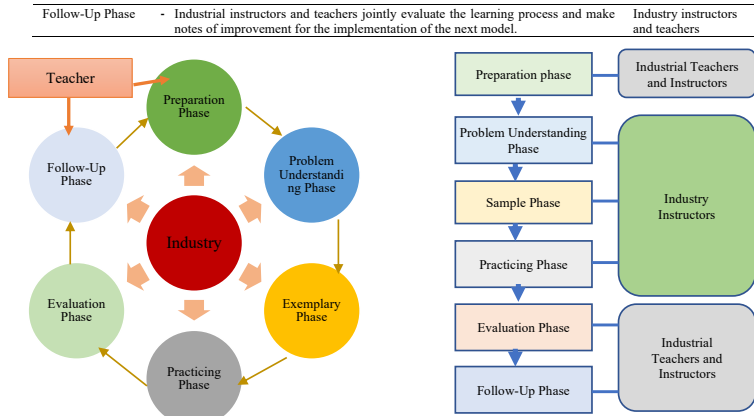 Follow-Up Phase - Industrial instructors and teachers jointly evaluate the learning process and make Industry instructors
notes of improvement for the implementation of the next model. and teachers
Teacher
Preparation
Phase
Problem
Understandi
ng Phase
Follow-Up
Phase
Industry
Evaluation
Phase
Exemplary
Phase
Practicing
Phase
Preparation phase
Industrial Teachers
and Instructors
Problem Understanding
Phase
Sample Phase
Industry
Instructors
Practicing Phase
Evaluation Phase
Industrial
Teachers and
Instructors
Follow-Up Phase